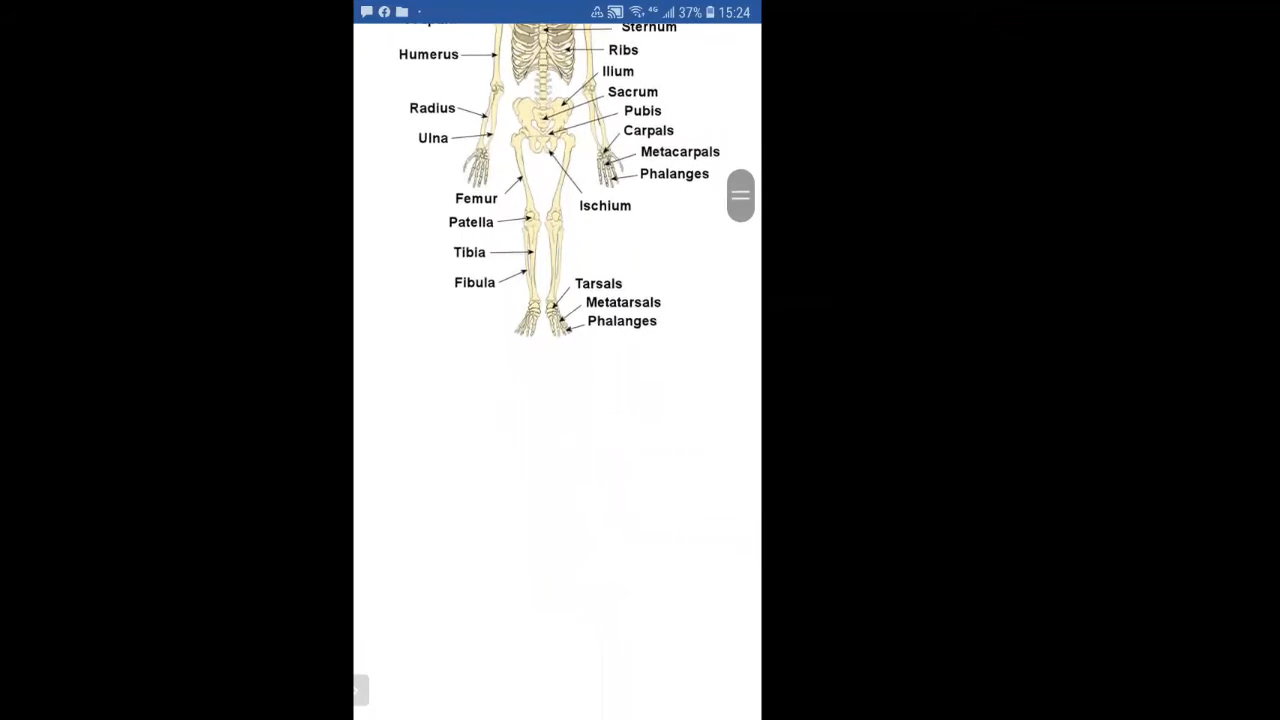 4G 37% 15:24
Sternum
Humerus
Ribs
Ilium
Sacrum
Radius
Pubis
Carpals
Ulna
Metacarpals
Phalanges
Femur
Ischium
Patella
Tibia
Fibula
Tarsals
Metatarsals
Phalanges